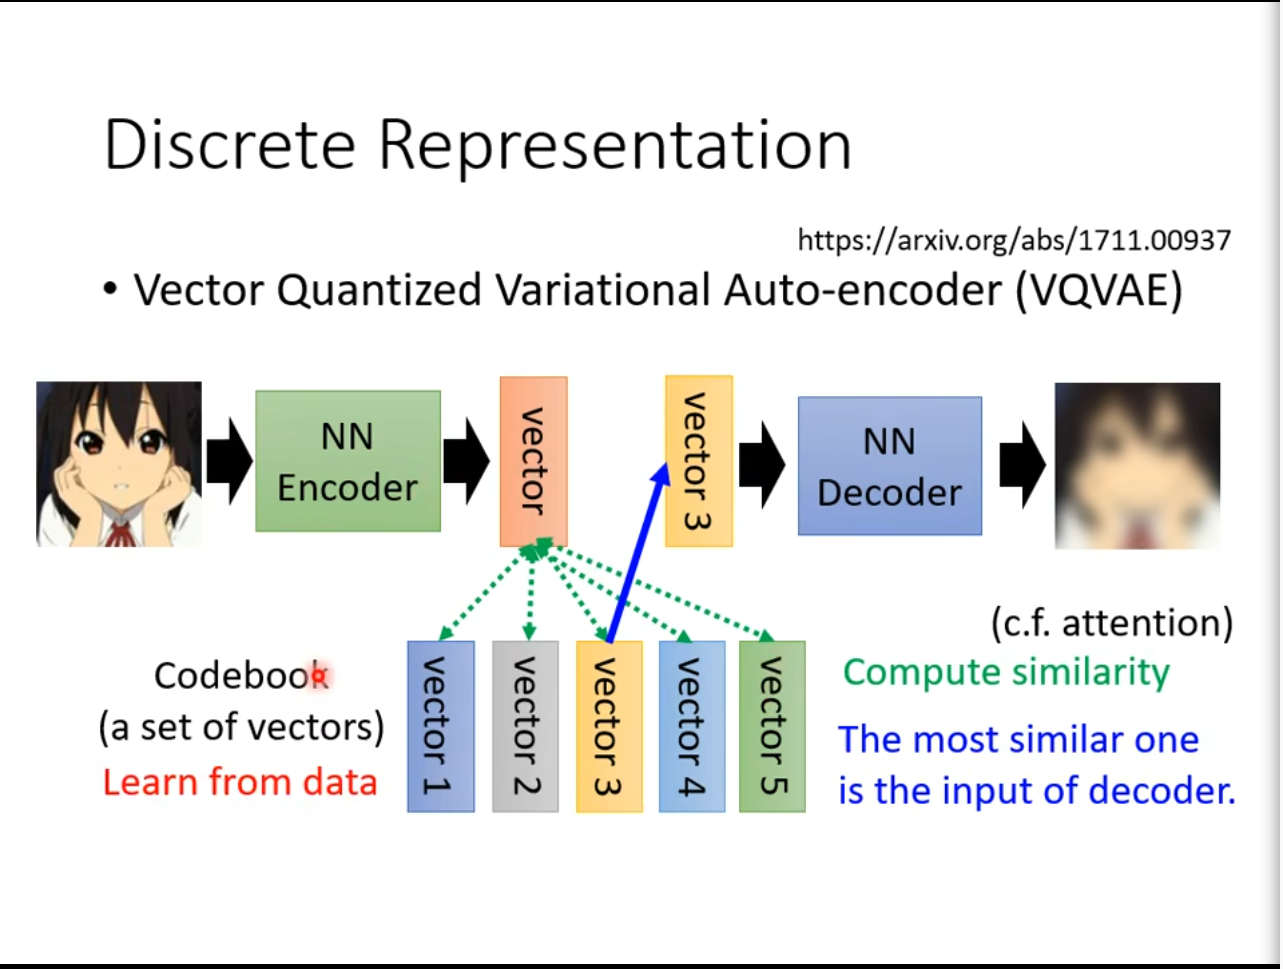 Discrete Representation
https://arxiv.org/abs/1711.00937
• Vector Quantized Variational Auto-encoder (VQVAE)
NN
Encoder
vector
vector 3
NN
Decoder
(c.f. attention)
Codebook
(a set of vectors)
Learn from data
vector 1
vector 2
vector 3
vector 4
vector 5
Compute similarity
The most similar one
is the input of decoder.